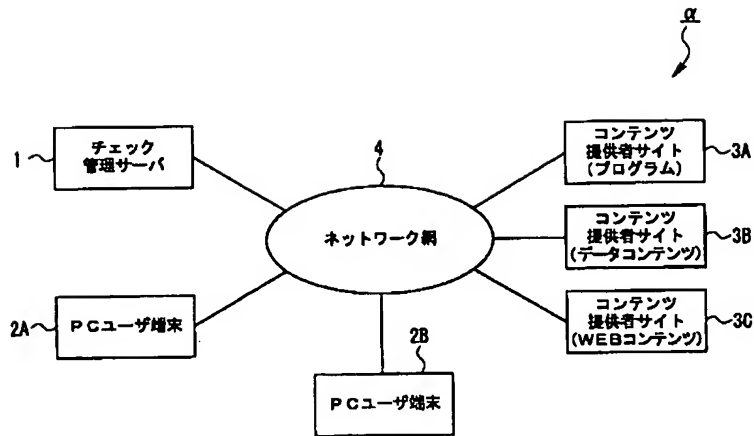 α
1
チェック
管理サーバ
4
ネットワーク網
コンテンツ
提供者サイト
(プログラム)
3A
コンテンツ
提供者サイト
(データコンテンツ)
3B
コンテンツ
提供者サイト
(WEBコンテンツ)
3C
2A
PCユーザ端末
2B
PCユーザ端末